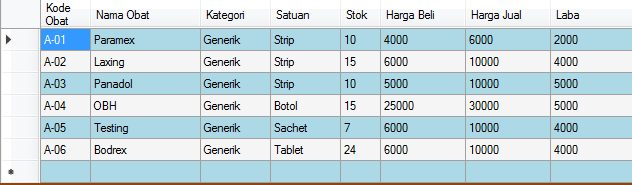 Kode Obat Nama Obat Kategori Satuan Stok Harga Beli Harga Jual Laba
A-01 Paramex Generik Strip 10 4000 6000 2000
A-02 Laxing Generik Strip 15 6000 10000 4000
A-03 Panadol Generik Strip 10 5000 10000 5000
A-04 OBH Generik Botol 15 25000 30000 5000
A-05 Testing Generik Sachet 7 6000 10000 4000
A-06 Bodrex Generik Tablet 24 6000 10000 4000